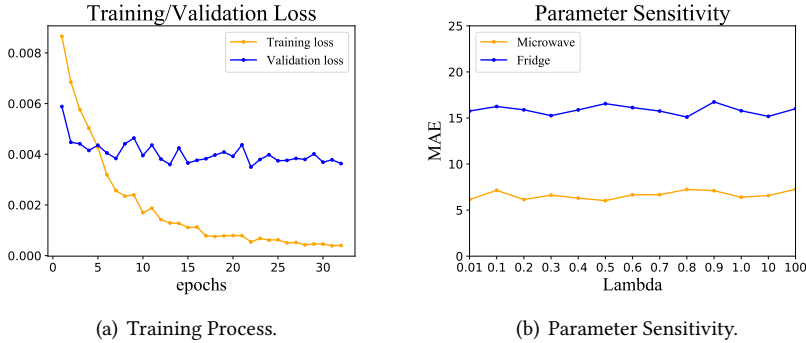 Training/Validation Loss
Training loss
Validation loss
0.008
0.006
0.004
0.002
0.000
0 5 10 15 20 25 30
epochs
(a) Training Process.
Parameter Sensitivity
Microwave
Fridge
25
20
15
10
5
0
MAE
0.01 0.1 0.2 0.3 0.4 0.5 0.6 0.7 0.8 0.9 1.0 10 100
Lambda
(b) Parameter Sensitivity.